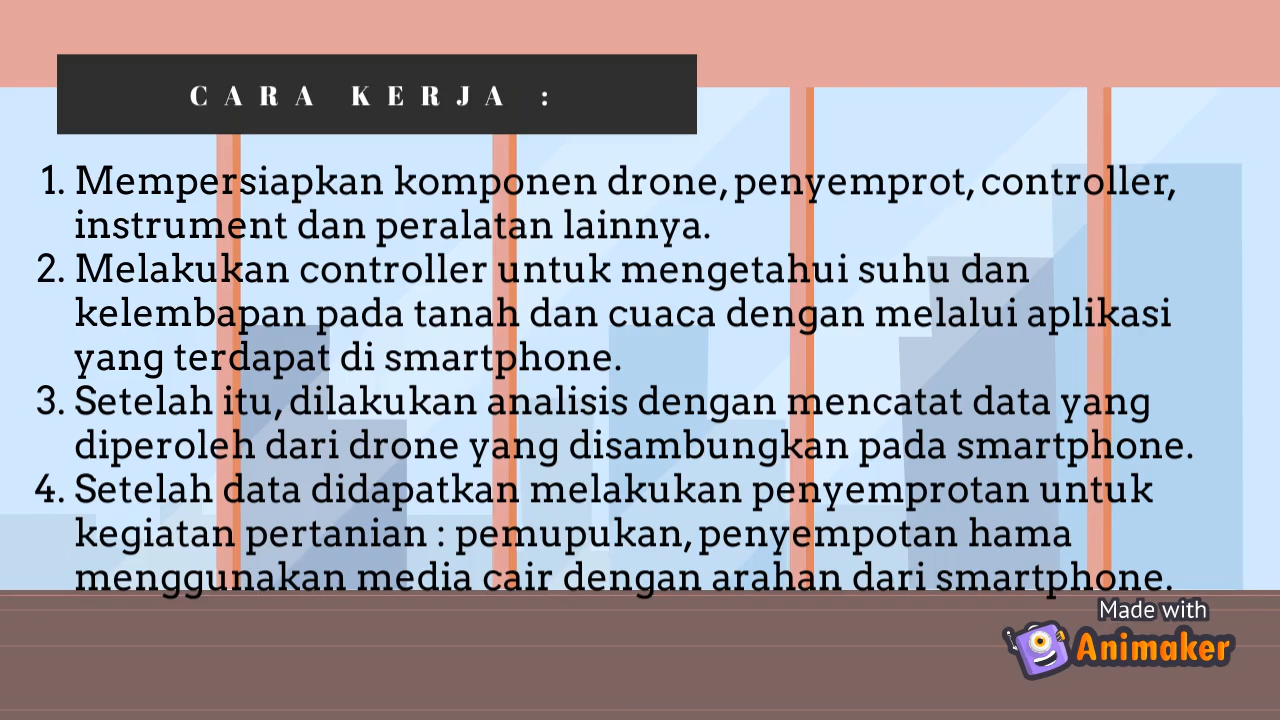 CARA KERJA :
1. Mempersiapkan komponen drone, penyemprot, controller,
instrument dan peralatan lainnya.
2. Melakukan controller untuk mengetahui suhu dan
kelembapan pada tanah dan cuaca dengan melalui aplikasi
yang terdapat di smartphone.
3. Setelah itu, dilakukan analisis dengan mencatat data yang
diperoleh dari drone yang disambungkan pada smartphone.
4. Setelah data didapatkan melakukan penyemprotan untuk
kegiatan pertanian : pemupukan, penyempotan hama
menggunakan media cair dengan arahan dari smartphone.
Made with
Animaker